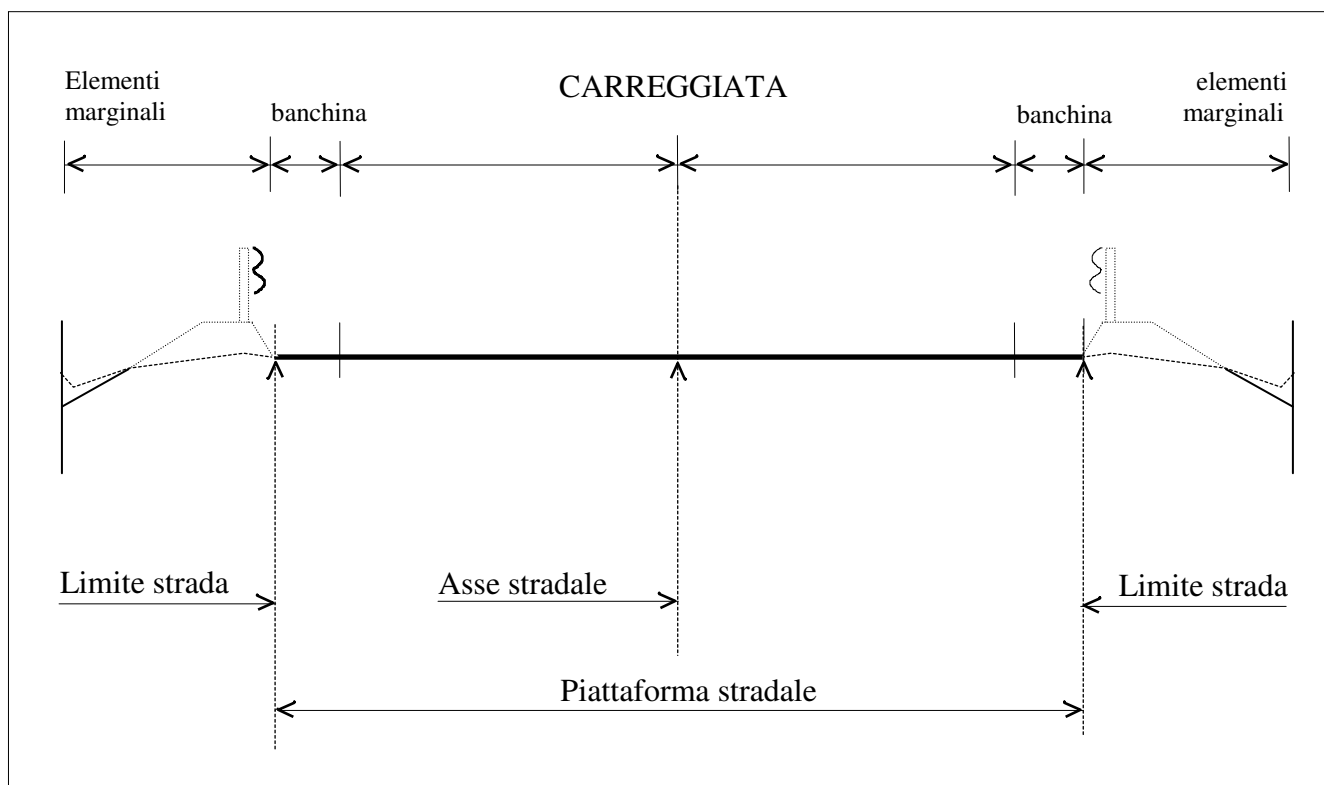 Elementi
marginali
banchina
CARREGGIATA
banchina
elementi
marginali
Limite strada
Asse stradale
Limite strada
Piattaforma stradale